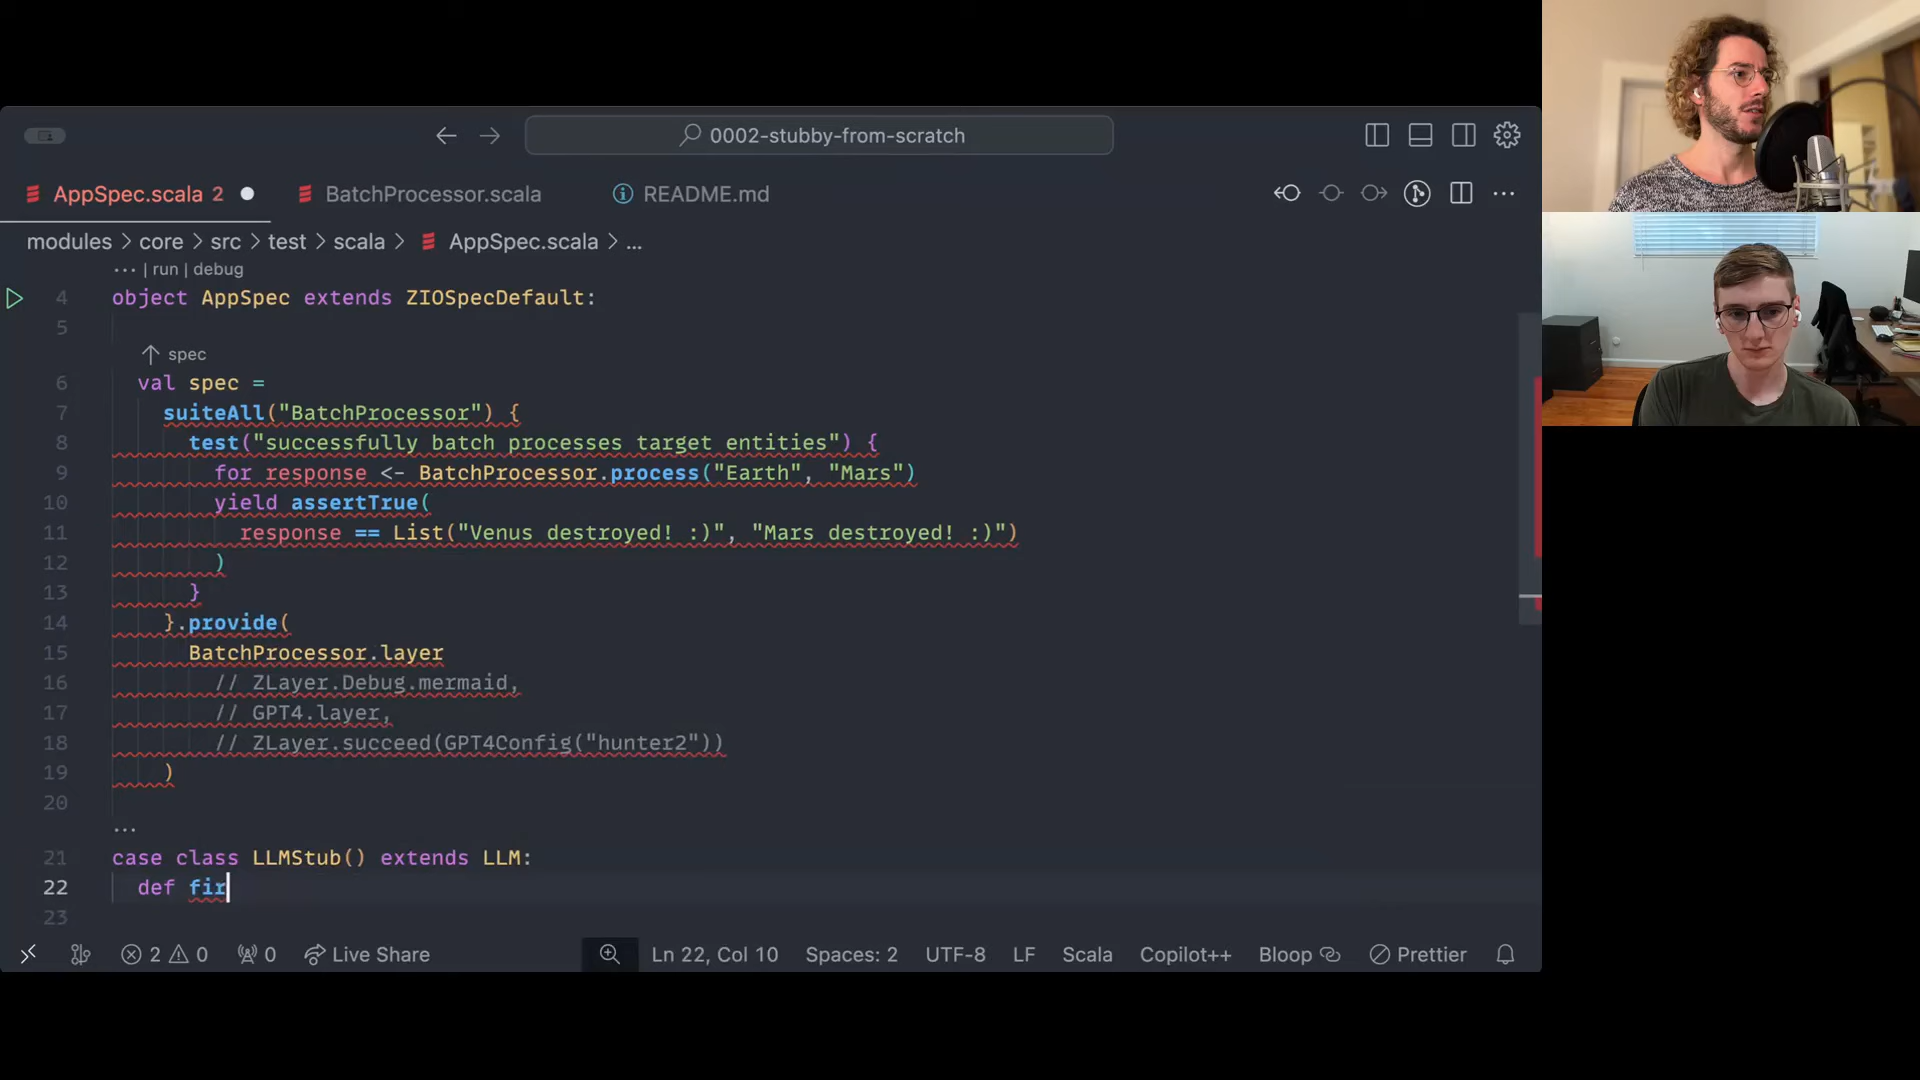 0002-stubby-from-scratch
AppSpec.scala 2
BatchProcessor.scala
README.md
modules > core > src > test > scala > AppSpec.scala > ...
... | run | debug
4 object AppSpec extends ZIOSpecDefault:
5
spec
6 val spec =
7 suiteAll("BatchProcessor") {
8 test("successfully batch processes target entities") {
9 for response <- BatchProcessor.process("Earth", "Mars")
10 yield assertTrue(
11 response == List("Venus destroyed! :)", "Mars destroyed! :)")
12 )
13 }
14 }.provide(
15 BatchProcessor.layer
16 // ZLayer.Debug.mermaid,
17 // GPT4.layer,
18 // ZLayer.succeed(GPT4Config("hunter2"))
19 )
20
...
21 case class LLMStub() extends LLM:
22 def fir
23
2 0 0 Live Share Ln 22, Col 10 Spaces: 2 UTF-8 LF Scala Copilot++ Bloop Prettier